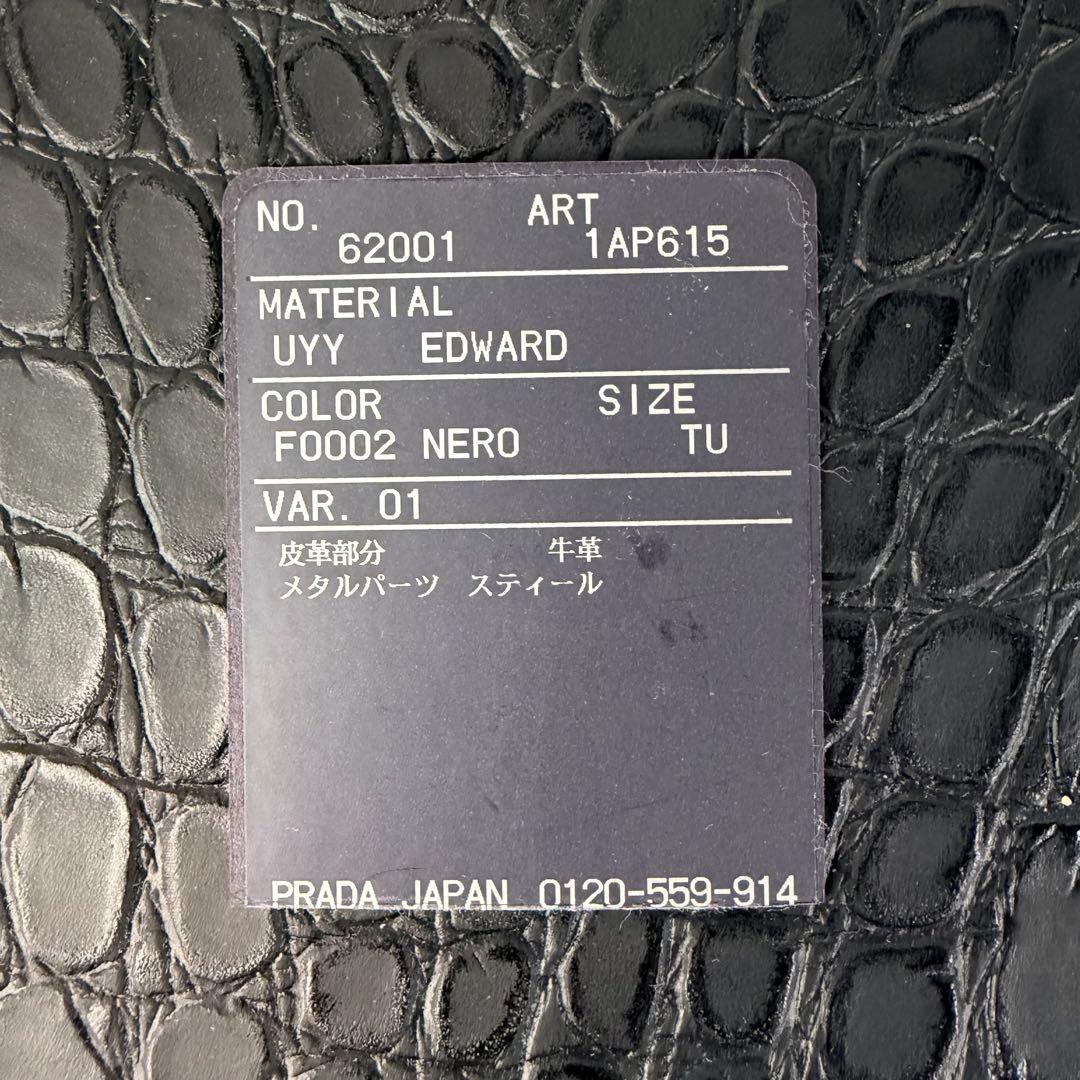 NO. ART
62001 1AP615
MATERIAL
UYY EDWARD
COLOR SIZE
F0002 NERO TU
VAR. 01
皮革部分 牛革
メタルパーツ スティール
PRADA JAPAN 0120-559-914